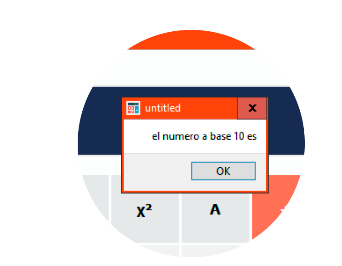 untitled
x
el numero a base 10 es
OK
x² A